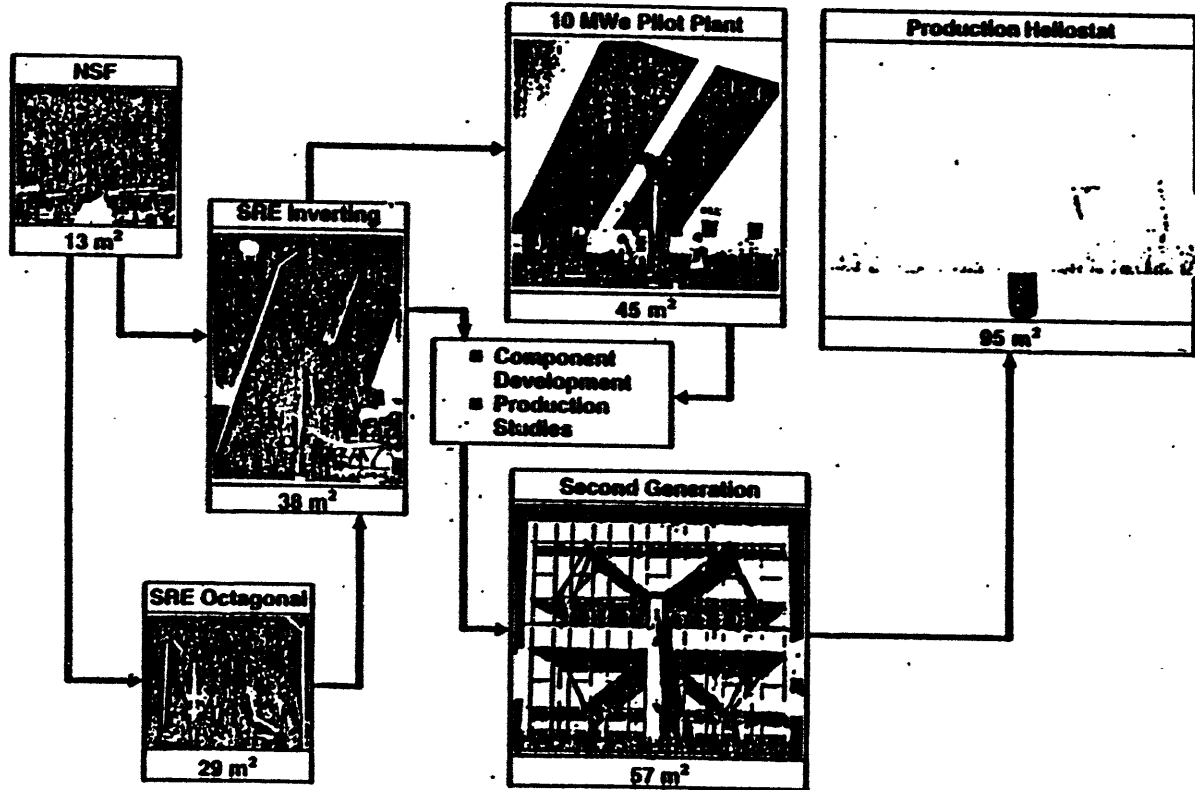 NSF
13 m²
SRE Inverting
38 m²
SRE Octagonal
29 m²
10 MWe Pilot Plant
45 m²
■ Component
Development
■ Production
Studies
Second Generation
57 m²
Production Heliostat
95 m²